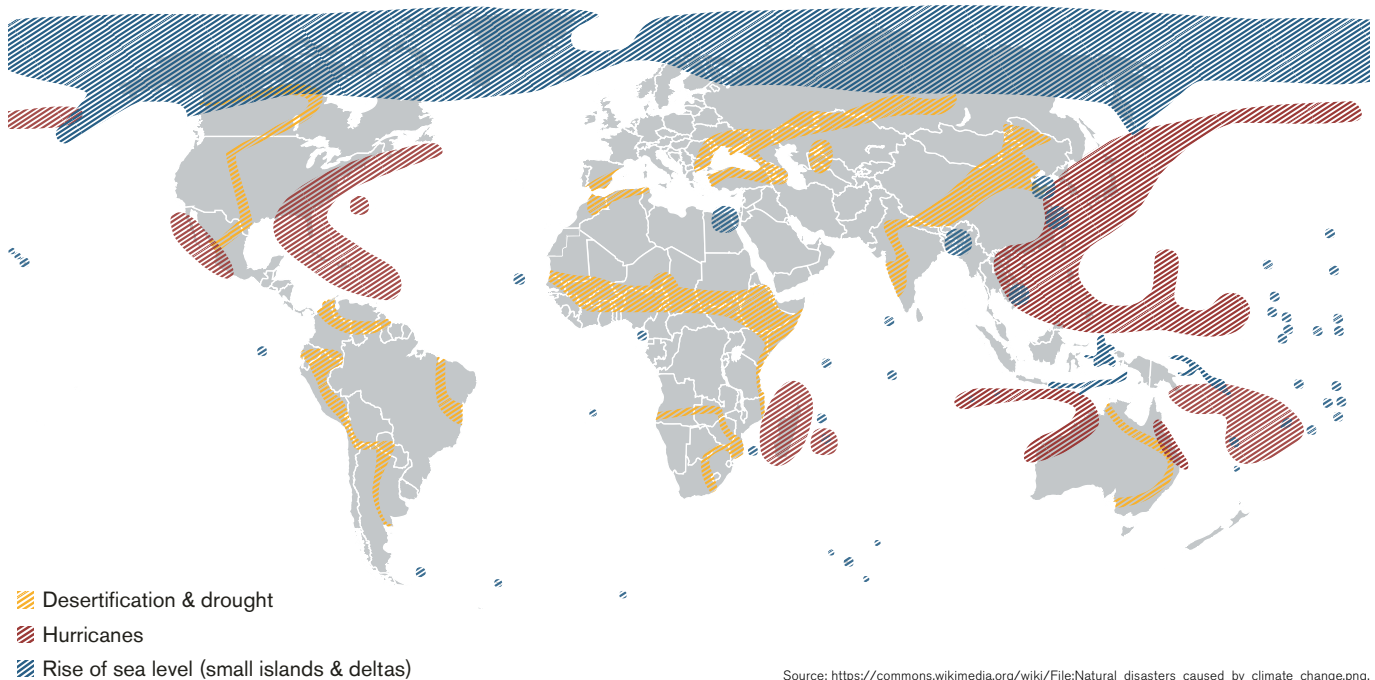 Desertification & drought
Hurricanes
Rise of sea level (small islands & deltas)
Source: https://commons.wikimedia.org/wiki/File:Natural_disasters_caused_by_climate_change.png.